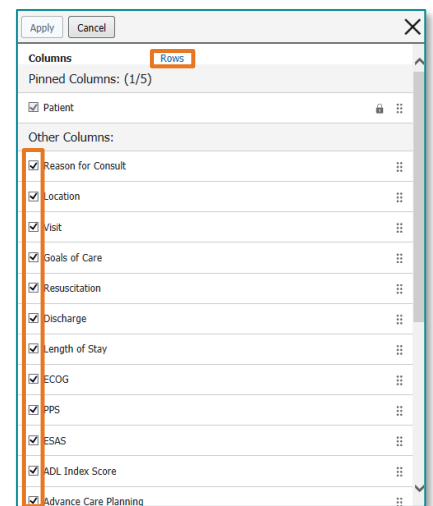 Apply Cancel
Columns Rows
Pinned Columns: (1/5)
Patient
Other Columns:
Reason for Consult
Location
Visit
Goals of Care
Resuscitation
Discharge
Length of Stay
ECOG
PPS
ESAS
ADL Index Score
Advance Care Planning